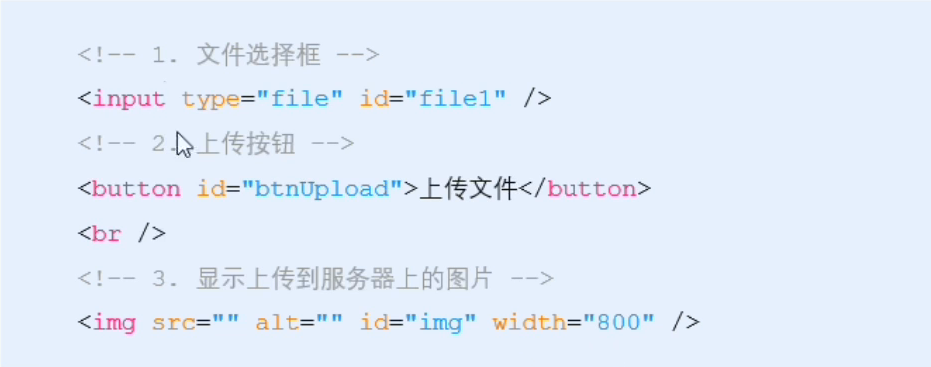 <!-- 1. 文件选择框 -->
<input type="file" id="file1" />
<!-- 2. 上传按钮 -->
<button id="btnUpload">上传文件</button>
<br />
<!-- 3. 显示上传到服务器上的图片 -->
<img src="" alt="" id="img" width="800" />